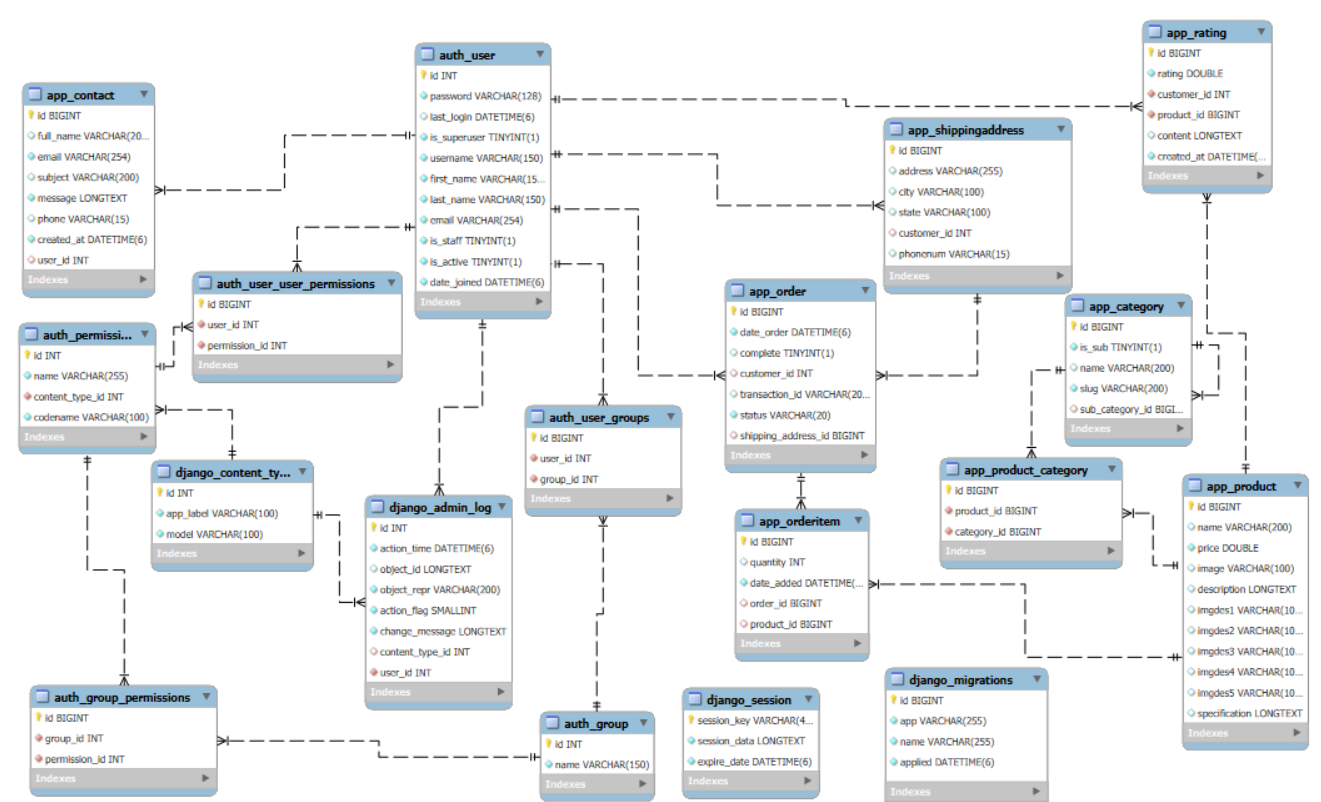 app_contact
id BIGINT
full_name VARCHAR(20...
email VARCHAR(254)
subject VARCHAR(200)
message LONGTEXT
phone VARCHAR(15)
created_at DATETIME(6)
user_id INT
Indexes
auth_user
id INT
password VARCHAR(128)
last_login DATETIME(6)
is_superuser TINYINT(1)
username VARCHAR(150)
first_name VARCHAR(15...
last_name VARCHAR(150)
email VARCHAR(254)
is_staff TINYINT(1)
is_active TINYINT(1)
date_joined DATETIME(6)
Indexes
app_rating
id BIGINT
rating DOUBLE
customer_id INT
product_id BIGINT
content LONGTEXT
created_at DATETIME(...
Indexes
app_shippingaddress
id BIGINT
address VARCHAR(255)
city VARCHAR(100)
state VARCHAR(100)
customer_id INT
phonenum VARCHAR(15)
Indexes
auth_user_user_permissions
id BIGINT
user_id INT
permission_id INT
Indexes
auth_permissi...
id INT
name VARCHAR(255)
content_type_id INT
codename VARCHAR(100)
Indexes
app_order
id BIGINT
date_order DATETIME(6)
complete TINYINT(1)
customer_id INT
transaction_id VARCHAR(20...
status VARCHAR(20)
shipping_address_id BIGINT
Indexes
app_category
id BIGINT
is_sub TINYINT(1)
name VARCHAR(200)
slug VARCHAR(200)
sub_category_id BIGI...
Indexes
auth_user_groups
id BIGINT
user_id INT
group_id INT
Indexes
django_content_ty...
id INT
app_label VARCHAR(100)
model VARCHAR(100)
Indexes
django_admin_log
id INT
action_time DATETIME(6)
object_id LONGTEXT
object_repr VARCHAR(200)
action_flag SMALLINT
change_message LONGTEXT
content_type_id INT
user_id INT
Indexes
app_product_category
id BIGINT
product_id BIGINT
category_id BIGINT
Indexes
app_product
id BIGINT
name VARCHAR(200)
price DOUBLE
image VARCHAR(100)
description LONGTEXT
imgdes1 VARCHAR(10...
imgdes2 VARCHAR(10...
imgdes3 VARCHAR(10...
imgdes4 VARCHAR(10...
imgdes5 VARCHAR(10...
specification LONGTEXT
Indexes
app_orderitem
id BIGINT
quantity INT
date_added DATETIME(...
order_id BIGINT
product_id BIGINT
Indexes
auth_group_permissions
id BIGINT
group_id INT
permission_id INT
Indexes
auth_group
id INT
name VARCHAR(150)
Indexes
django_session
session_key VARCHAR(4...
session_data LONGTEXT
expire_date DATETIME(6)
Indexes
django_migrations
id BIGINT
app VARCHAR(255)
name VARCHAR(255)
applied DATETIME(6)
Indexes